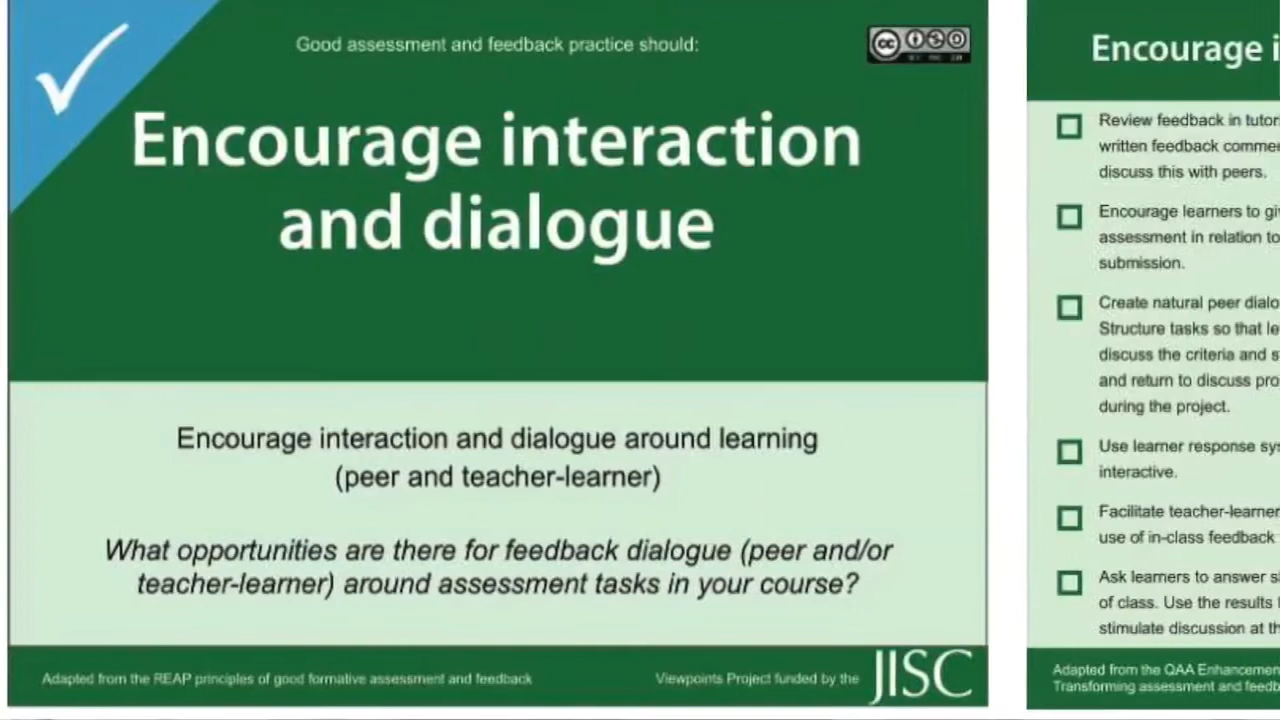 Good assessment and feedback practice should:
cc
Encourage interaction
and dialogue
Encourage interaction and dialogue around learning
(peer and teacher-learner)
What opportunities are there for feedback dialogue (peer and/or
teacher-learner) around assessment tasks in your course?
Adapted from the REAP principles of good formative assessment and feedback
Viewpoints Project funded by the JISC
Encourage i
Review feedback in tutori
written feedback commen
discuss this with peers.
Encourage learners to giv
assessment in relation to
submission.
Create natural peer dialo
Structure tasks so that le
discuss the criteria and s
and return to discuss pro
during the project.
Use learner response sys
interactive.
Facilitate teacher-learner
use of in-class feedback
Ask learners to answer s
of class. Use the results
stimulate discussion at th
Adapted from the QAA Enhancemen
Transforming assessment and feedb